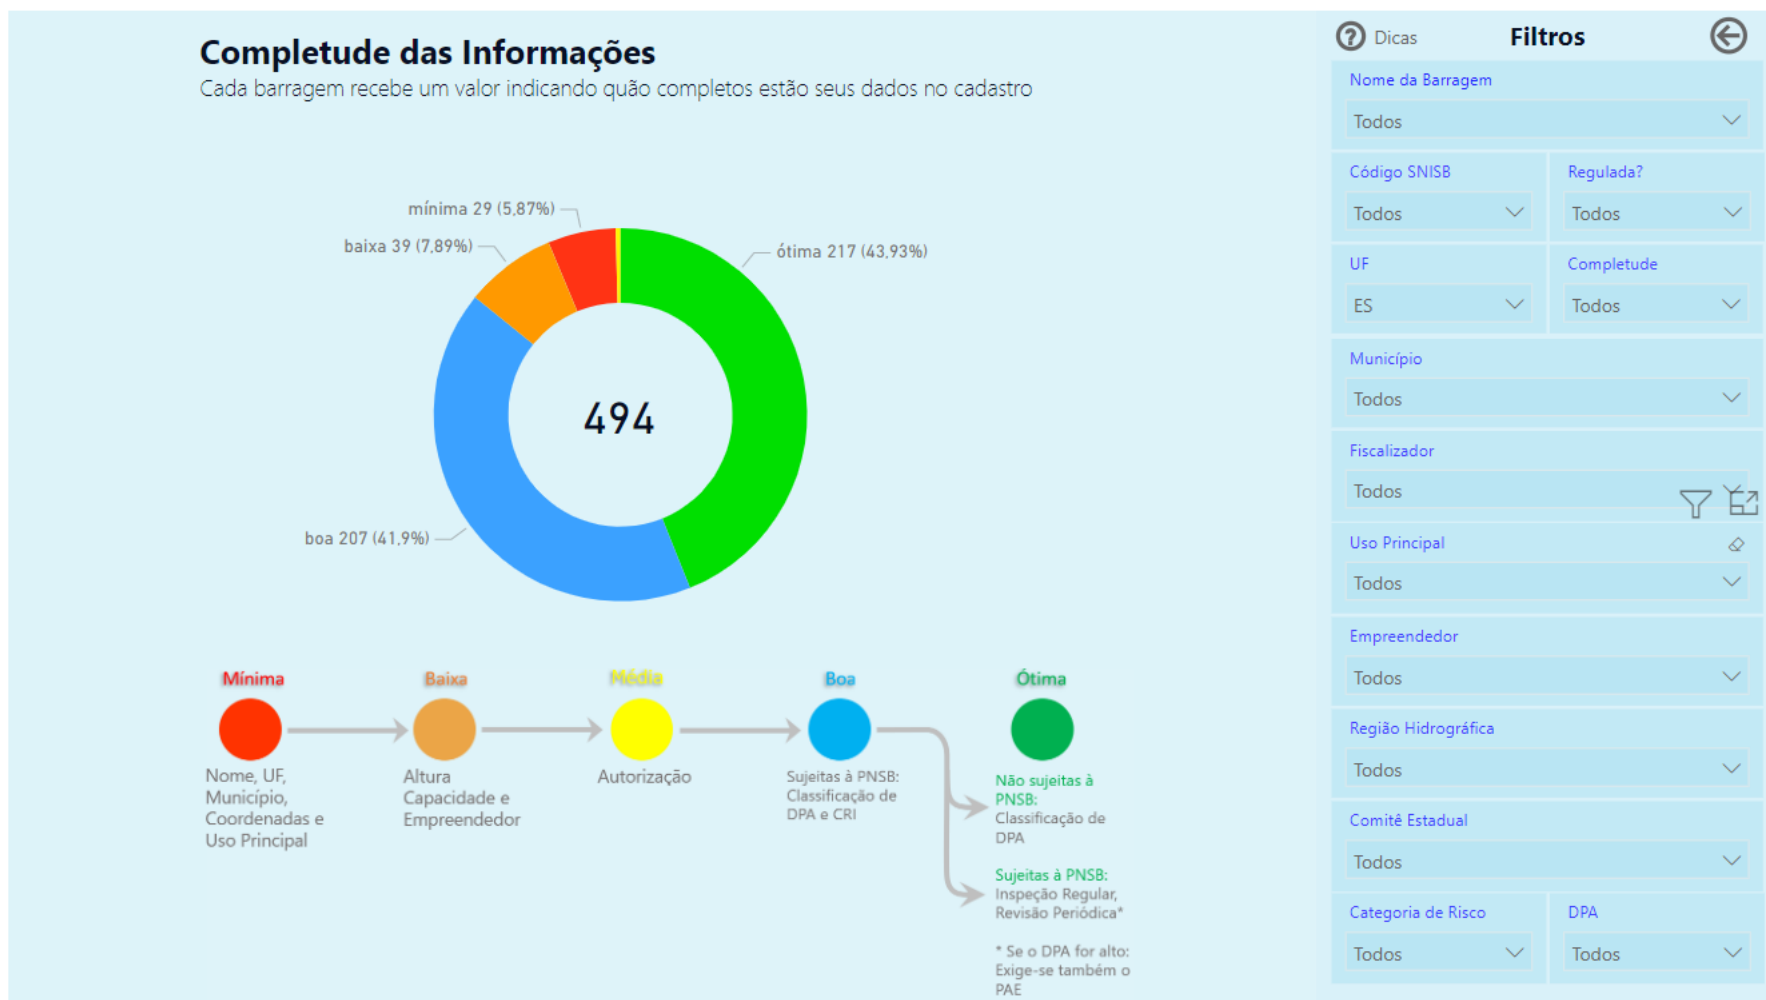 Completude das Informações
Cada barragem recebe um valor indicando quão completos estão seus dados no cadastro
mínima 29 (5,87%)
baixa 39 (7,89%)
ótima 217 (43,93%)
494
boa 207 (41,9%)
Mínima
Nome, UF,
Município,
Coordenadas e
Uso Principal
Baixa
Altura
Capacidade e
Empreendedor
Média
Autorização
Boa
Sujeitas à PNSB:
Classificação de
DPA e CRI
Ótima
Não sujeitas à
PNSB:
Classificação de
DPA
Sujeitas à PNSB:
Inspeção Regular,
Revisão Periódica*
* Se o DPA for alto:
Exige-se também o
PAE
? Dicas
Filtros
Nome da Barragem
Todos
Código SNISB
Todos
Regulada?
Todos
UF
ES
Completude
Todos
Município
Todos
Fiscalizador
Todos
Uso Principal
Todos
Empreendedor
Todos
Região Hidrográfica
Todos
Comitê Estadual
Todos
Categoria de Risco
Todos
DPA
Todos